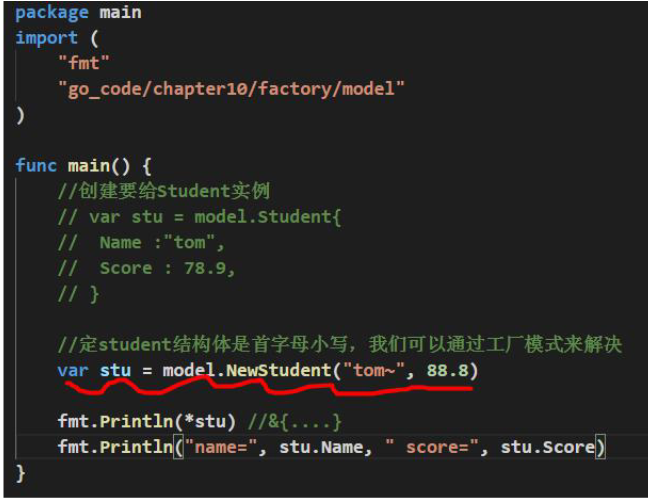 package main
import (
"fmt"
"go_code/chapter10/factory/model"
)
func main() {
//创建要给Student实例
// var stu = model.Student{
// Name :"tom",
// Score : 78.9,
// }
//定student结构体是首字母小写，我们可以通过工厂模式来解决
var stu = model.NewStudent("tom~", 88.8)
fmt.Println(*stu) //&{....}
fmt.Println("name=", stu.Name, " score=", stu.Score)
}